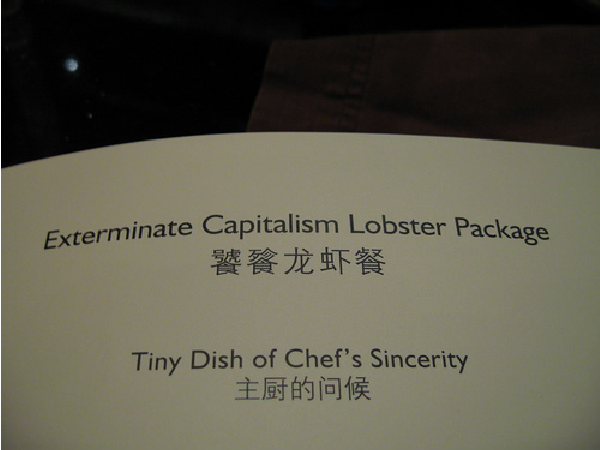 Exterminate Capitalism Lobster Package
饕餮龙虾餐
Tiny Dish of Chef's Sincerity
主厨的问候